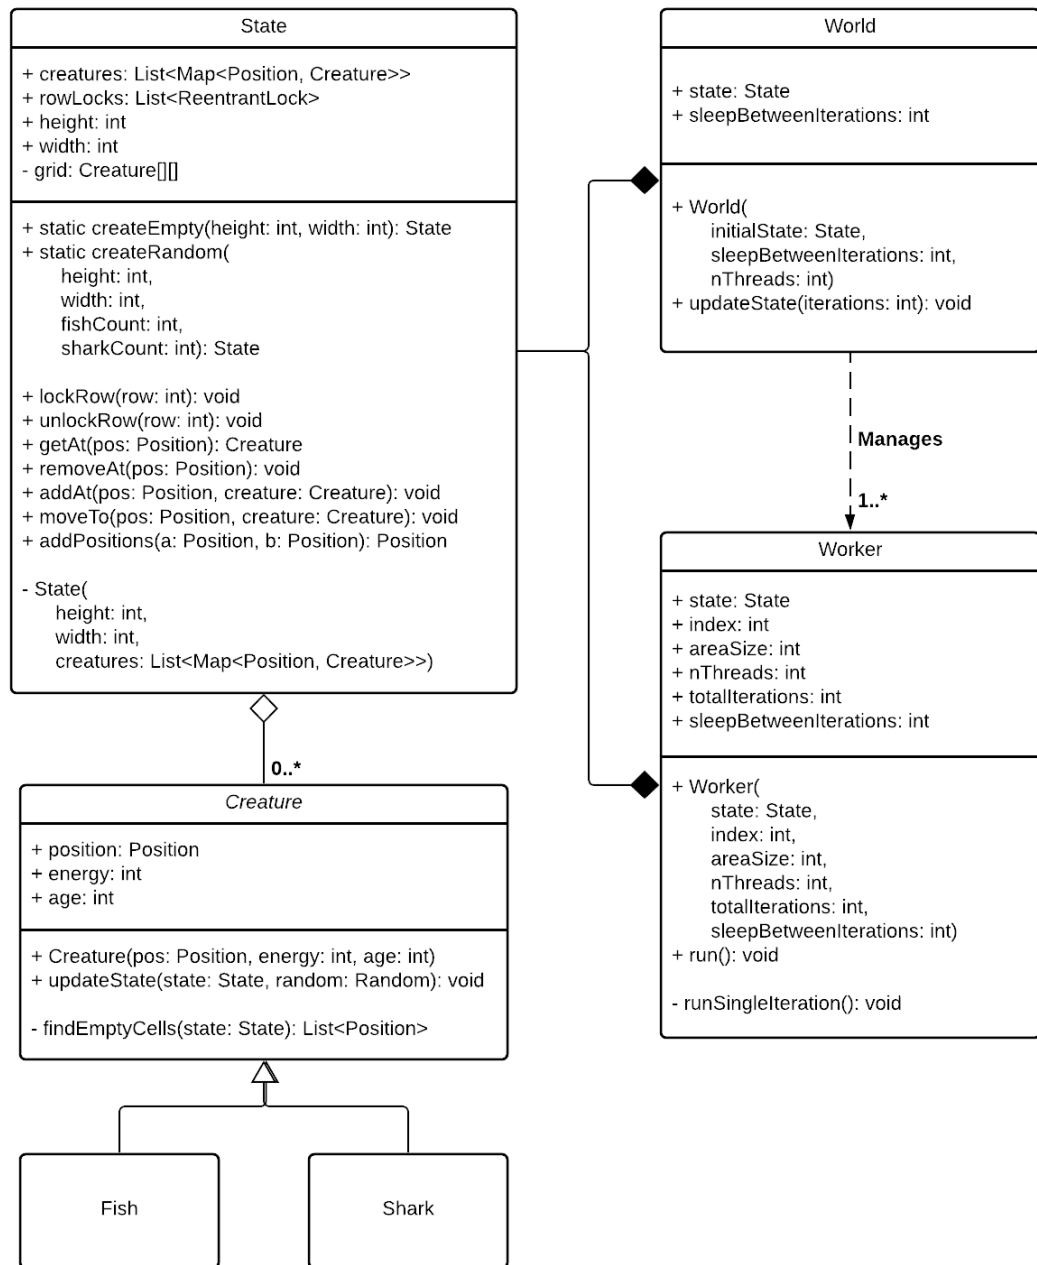 State
+ creatures: List<Map<Position, Creature>>
+ rowLocks: List<ReentrantLock>
+ height: int
+ width: int
- grid: Creature[][]
+ static createEmpty(height: int, width: int): State
+ static createRandom(
height: int,
width: int,
fishCount: int,
sharkCount: int): State
+ lockRow(row: int): void
+ unlockRow(row: int): void
+ getAt(pos: Position): Creature
+ removeAt(pos: Position): void
+ addAt(pos: Position, creature: Creature): void
+ moveTo(pos: Position, creature: Creature): void
+ addPositions(a: Position, b: Position): Position
- State(
height: int,
width: int,
creatures: List<Map<Position, Creature>>)
0..*
Creature
+ position: Position
+ energy: int
+ age: int
+ Creature(pos: Position, energy: int, age: int)
+ updateState(state: State, random: Random): void
- findEmptyCells(state: State): List<Position>
Fish
Shark
World
+ state: State
+ sleepBetweenIterations: int
+ World(
initialState: State,
sleepBetweenIterations: int,
nThreads: int)
+ updateState(iterations: int): void
Manages
1..*
Worker
+ state: State
+ index: int
+ areaSize: int
+ nThreads: int
+ totalIterations: int
+ sleepBetweenIterations: int
+ Worker(
state: State,
index: int,
areaSize: int,
nThreads: int,
totalIterations: int,
sleepBetweenIterations: int)
+ run(): void
- runSingleIteration(): void